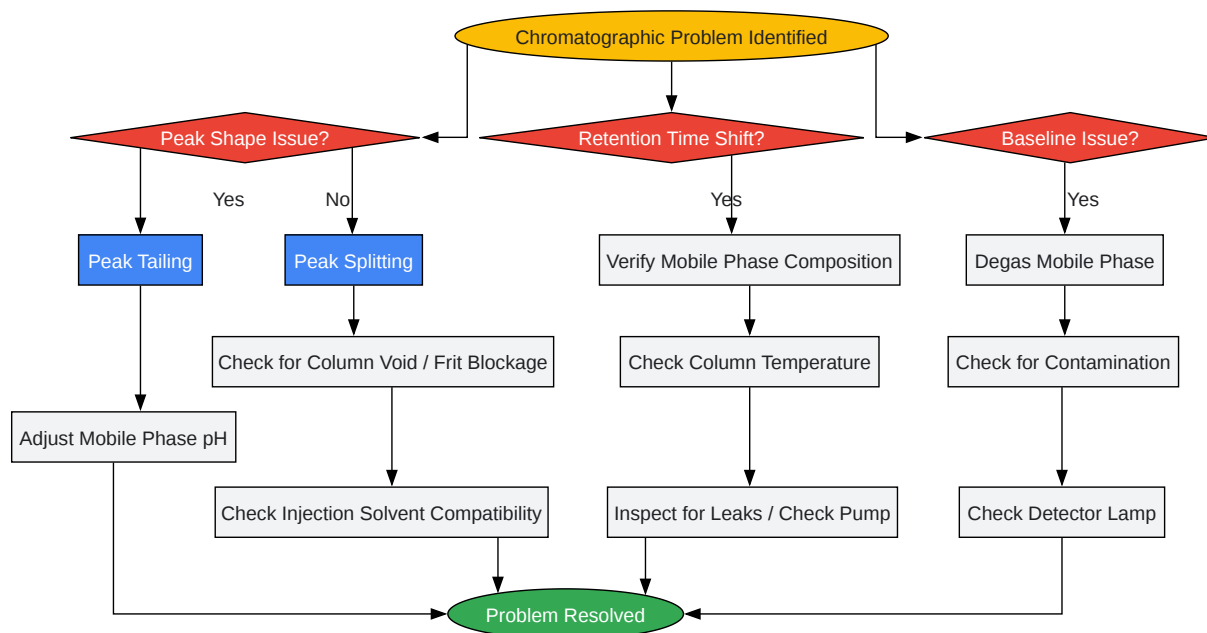 Chromatographic Problem Identified
Peak Shape Issue?
Retention Time Shift?
Baseline Issue?
Yes
No
Yes
Yes
Peak Tailing
Peak Splitting
Verify Mobile Phase Composition
Degas Mobile Phase
Check for Column Void / Frit Blockage
Check Column Temperature
Check for Contamination
Adjust Mobile Phase pH
Check Injection Solvent Compatibility
Inspect for Leaks / Check Pump
Check Detector Lamp
Problem Resolved